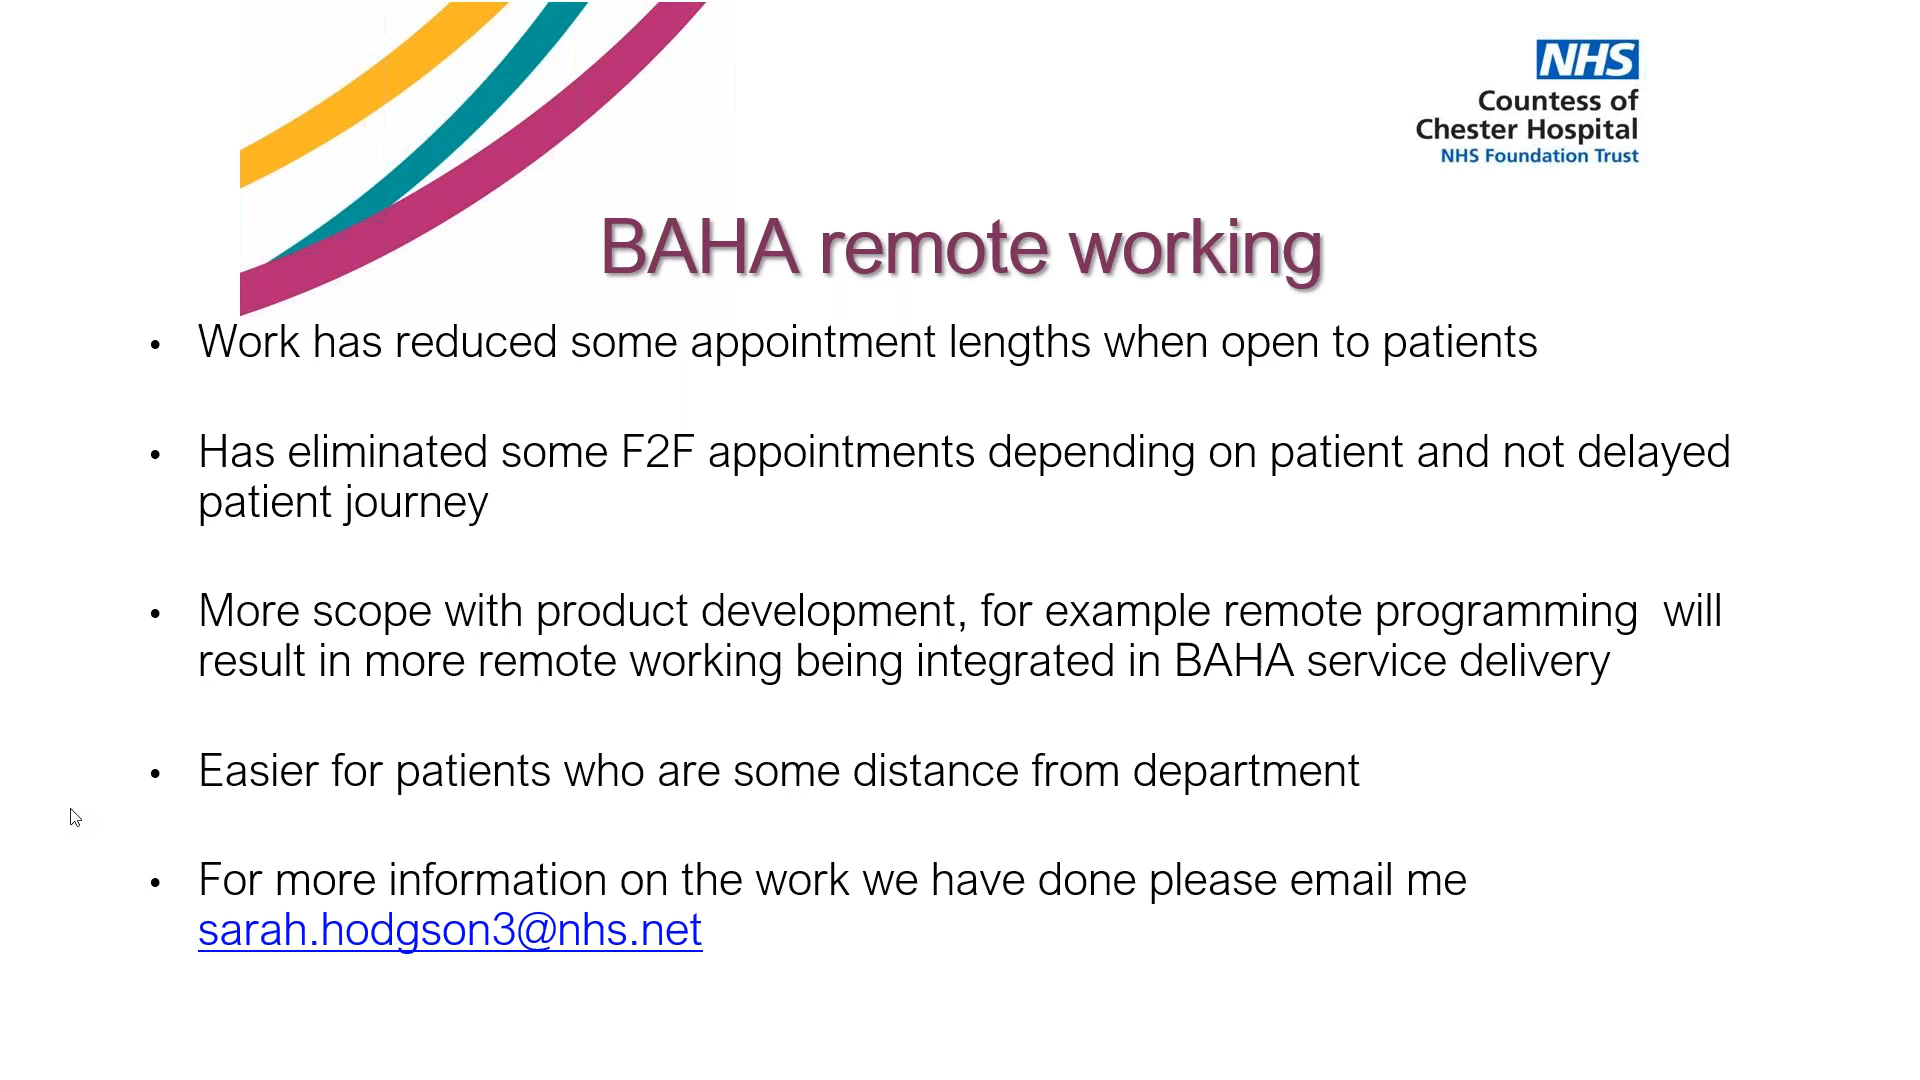 NHS
Countess of
Chester Hospital
NHS Foundation Trust
BAHA remote working
• Work has reduced some appointment lengths when open to patients
• Has eliminated some F2F appointments depending on patient and not delayed
patient journey
• More scope with product development, for example remote programming  will
result in more remote working being integrated in BAHA service delivery
• Easier for patients who are some distance from department
• For more information on the work we have done please email me
sarah.hodgson3@nhs.net